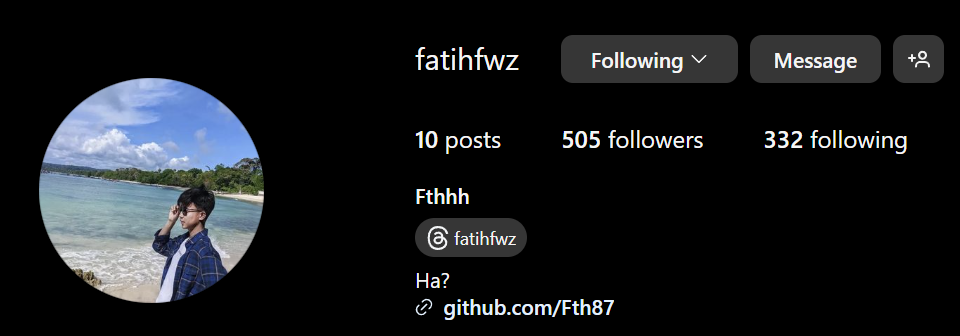 fatihfwz Following Message
10 posts 505 followers 332 following
Fthhh
fatihfwz
Ha?
github.com/Fth87